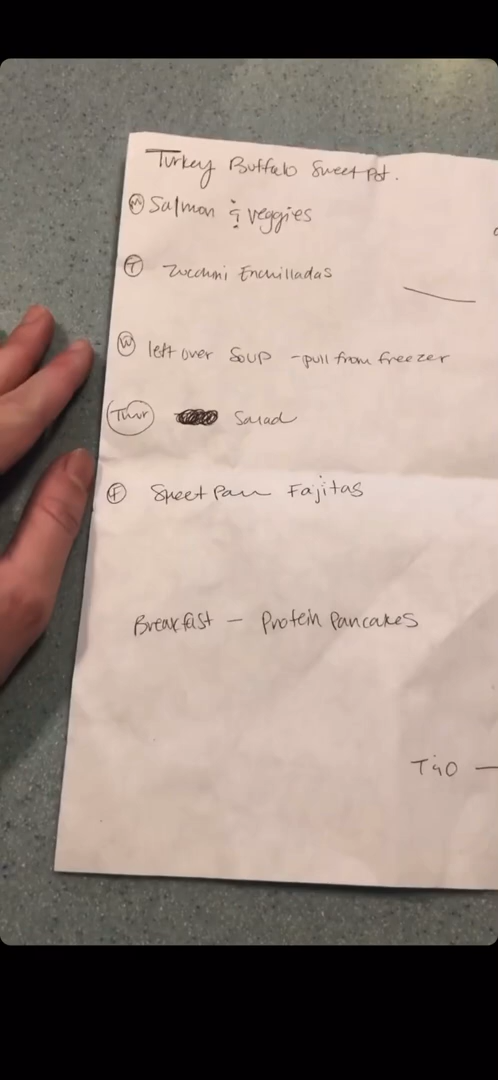 Turkey Buffalo Sweet Pot.
M Salmon & veggies
T Zucchini Enchilladas
W left over Soup - pull from freezer
Thur Salad
F Sheet Pan Fajitas
Breakfast - Protein Pancakes